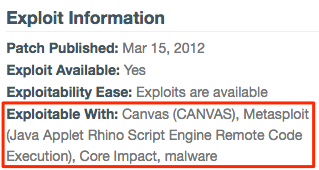 Exploit Information
Patch Published: Mar 15, 2012
Exploit Available: Yes
Exploitability Ease: Exploits are available
Exploitable With: Canvas (CANVAS), Metasploit
(Java Applet Rhino Script Engine Remote Code
Execution), Core Impact, malware